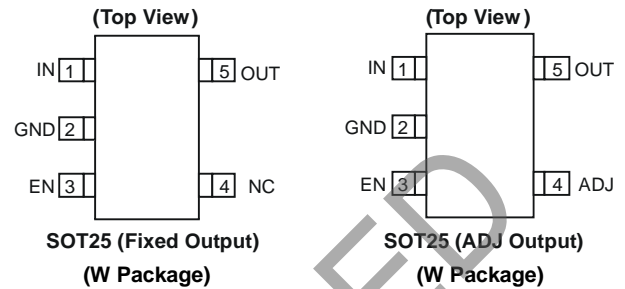 (Top View)
IN 1
5 OUT
GND 2
EN 3
4 NC
SOT25 (Fixed Output)
(W Package)
(Top View)
IN 1
5 OUT
GND 2
EN 3
4 ADJ
SOT25 (ADJ Output)
(W Package)
ED